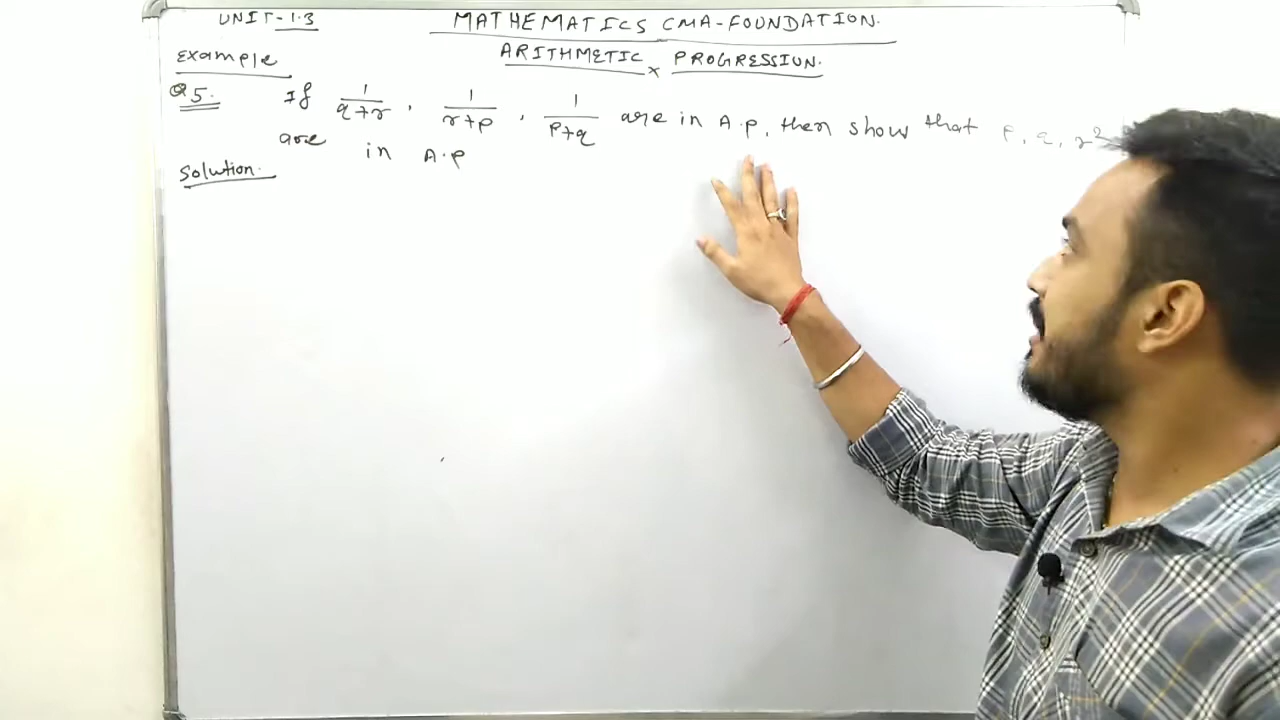 UNIT-1.3
MATHEMATICS CMA-FOUNDATION.
ARITHMETIC x PROGRESSION.
Example
Q5. If 1/(q+r), 1/(r+p), 1/(p+q) are in A.P, then show that P, q, r²
are in A.P
Solution.